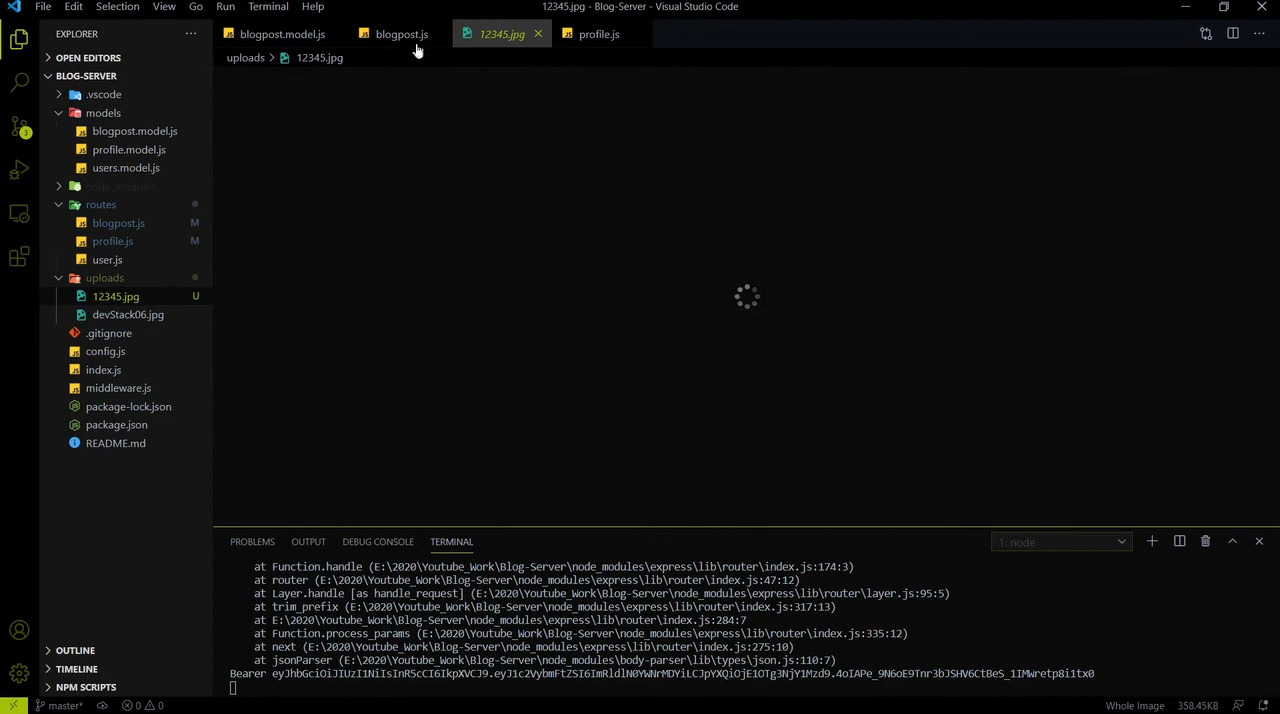 File Edit Selection View Go Run Terminal Help 12345.jpg - Blog-Server - Visual Studio Code
EXPLORER
blogpost.model.js blogpost.js 12345.jpg profile.js
uploads 12345.jpg
OPEN EDITORS
BLOG-SERVER
.vscode
models
blogpost.model.js
profile.model.js
users.model.js
node_modules
routes
blogpost.js M
profile.js M
user.js
uploads
12345.jpg U
devStack06.jpg
.gitignore
config.js
index.js
middleware.js
package-lock.json
package.json
README.md
3
PROBLEMS OUTPUT DEBUG CONSOLE TERMINAL 1: node
at Function.handle (E:\2020\Youtube_Work\Blog-Server\node_modules\express\lib\router\index.js:174:3)
at router (E:\2020\Youtube_Work\Blog-Server\node_modules\express\lib\router\index.js:47:12)
at Layer.handle [as handle_request] (E:\2020\Youtube_Work\Blog-Server\node_modules\express\lib\router\layer.js:95:5)
at trim_prefix (E:\2020\Youtube_Work\Blog-Server\node_modules\express\lib\router\index.js:317:13)
at E:\2020\Youtube_Work\Blog-Server\node_modules\express\lib\router\index.js:284:7
at Function.process_params (E:\2020\Youtube_Work\Blog-Server\node_modules\express\lib\router\index.js:335:12)
at next (E:\2020\Youtube_Work\Blog-Server\node_modules\express\lib\router\index.js:275:10)
at jsonParser (E:\2020\Youtube_Work\Blog-Server\node_modules\body-parser\lib\types\json.js:110:7)
Bearer
OUTLINE
TIMELINE
NPM SCRIPTS
master* 0 0 Whole Image 358.45KB